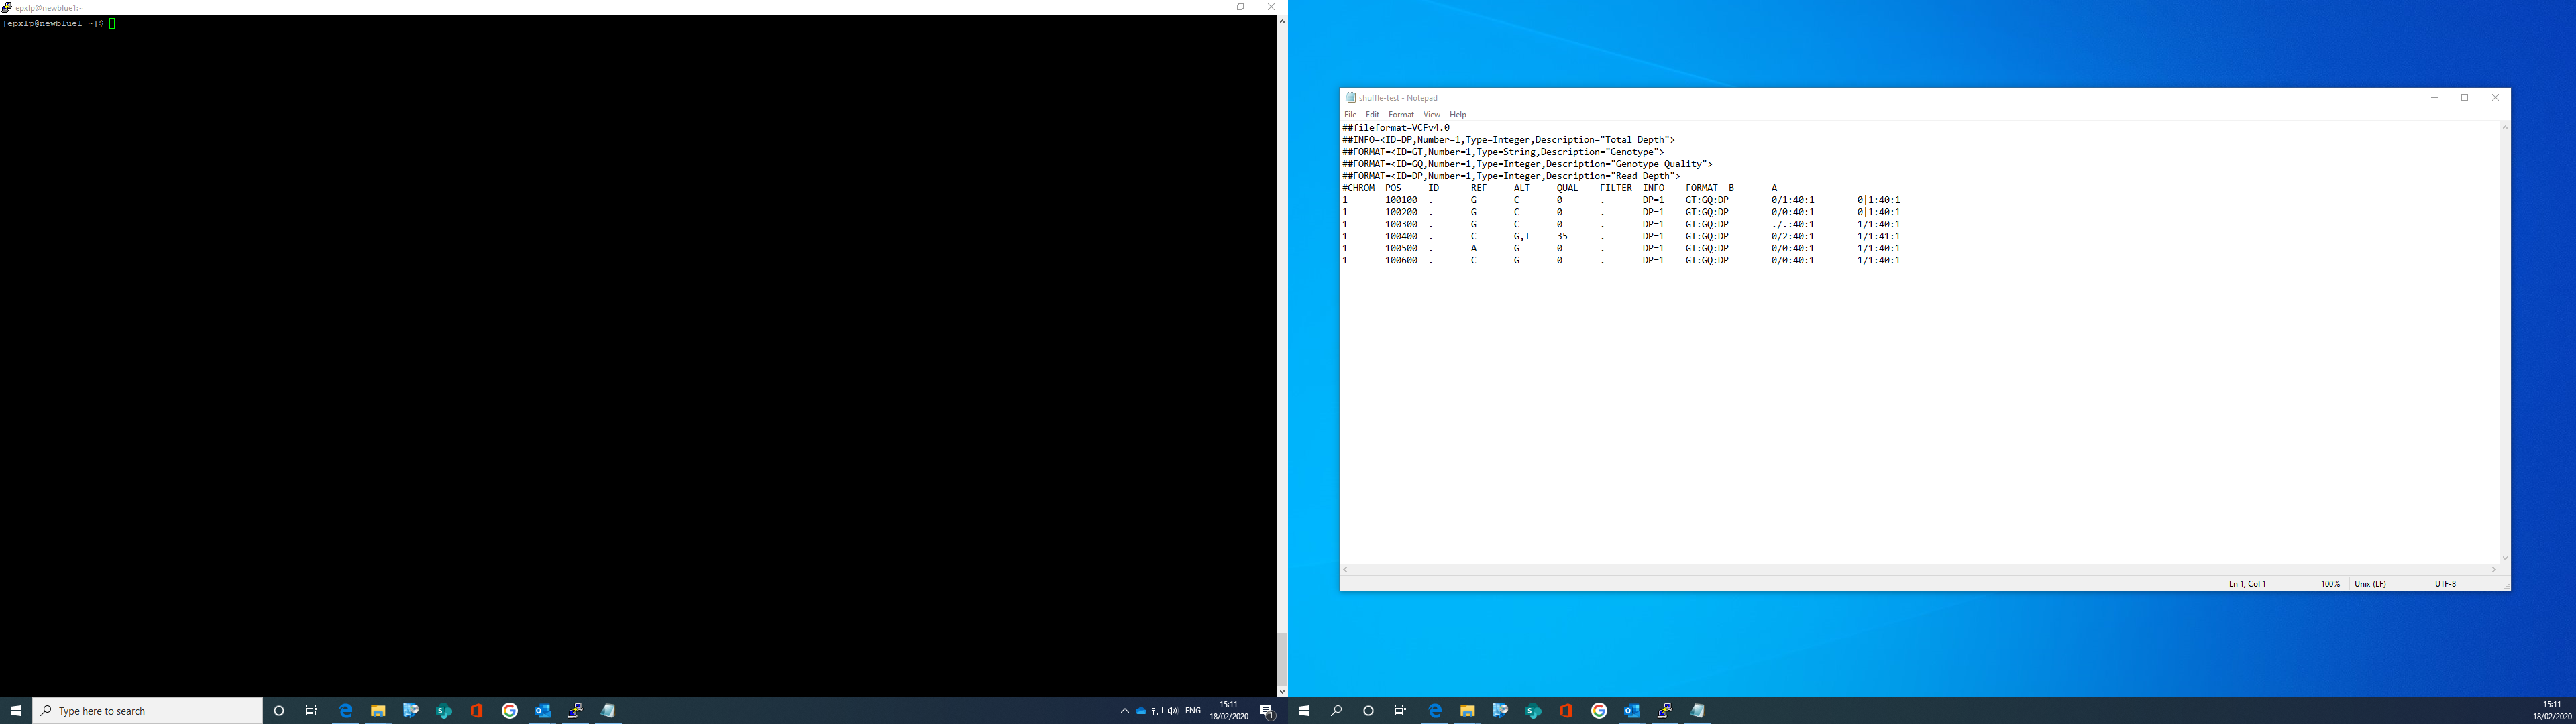 epxlp@newblue1:~
[epxlp@newblue1 ~]$
shuffle-test - Notepad
File Edit Format View Help
##fileformat=VCFv4.0
##INFO=<ID=DP,Number=1,Type=Integer,Description="Total Depth">
##FORMAT=<ID=GT,Number=1,Type=String,Description="Genotype">
##FORMAT=<ID=GQ,Number=1,Type=Integer,Description="Genotype Quality">
##FORMAT=<ID=DP,Number=1,Type=Integer,Description="Read Depth">
#CHROM POS ID REF ALT QUAL FILTER INFO FORMAT B A
1 100100 . G C 0 . DP=1 GT:GQ:DP 0/1:40:1 0|1:40:1
1 100200 . G C 0 . DP=1 GT:GQ:DP 0/0:40:1 0|1:40:1
1 100300 . G C 0 . DP=1 GT:GQ:DP ./.:40:1 1/1:40:1
1 100400 . C G,T 35 . DP=1 GT:GQ:DP 0/2:40:1 1/1:41:1
1 100500 . A G 0 . DP=1 GT:GQ:DP 0/0:40:1 1/1:40:1
1 100600 . C G 0 . DP=1 GT:GQ:DP 0/0:40:1 1/1:40:1
Ln 1, Col 1 100% Unix (LF) UTF-8
Type here to search
ENG
15:11
18/02/2020
1
15:11
18/02/2020